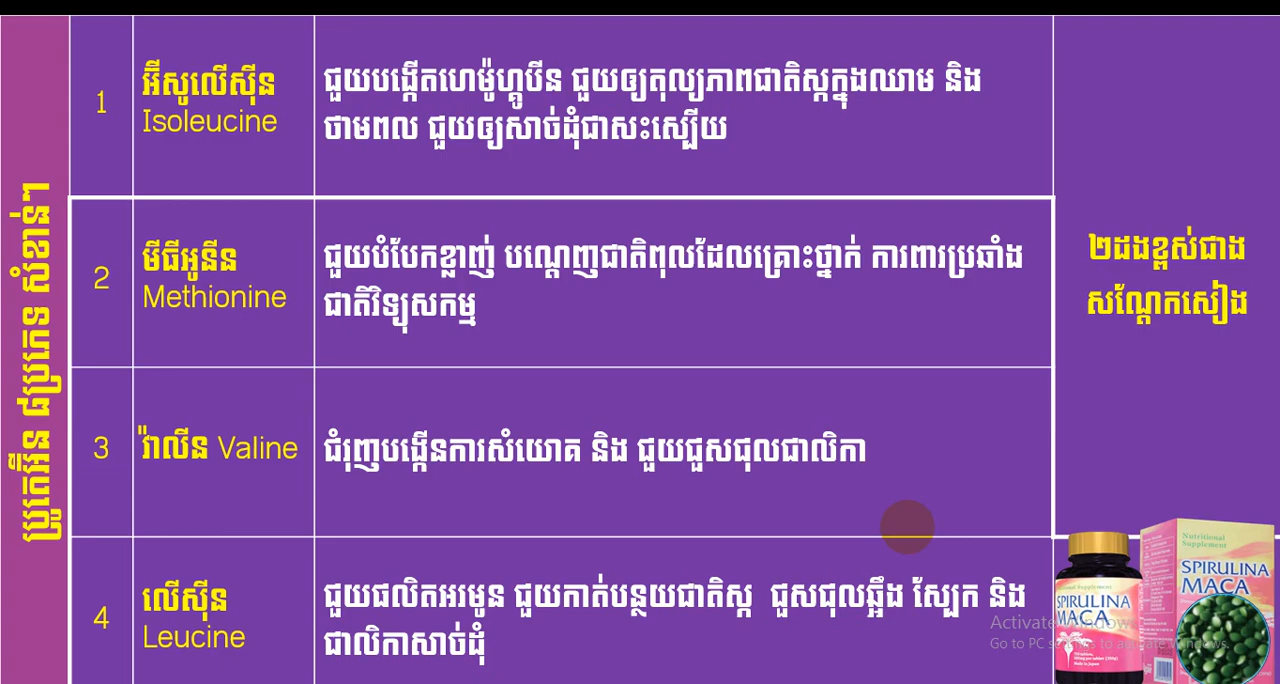 ប្រូតេអ៊ីន ៨ប្រភេទ សំខាន់ៗ
1
អ៊ីសូលើស៊ីន
Isoleucine
ជួយបង្កើតហេម៉ូហ្គូប៊ីន ជួយឲ្យតុល្យភាពជាតិស្ករក្នុងឈាម និង
ថាមពល ជួយឲ្យសាច់ដុំជាសះស្បើយ
2
មីធីអូនីន
Methionine
ជួយបំបែកខ្លាញ់ បណ្តេញជាតិពុលដែលគ្រោះថ្នាក់ ការពារប្រឆាំង
ជាតិវិទ្យុសកម្ម
២ដងខ្ពស់ជាង
សណ្តែកសៀង
3
វ៉ាលីន Valine
ជំរុញបង្កើនការសំយោគ និង ជួយជួសជុលជាលិកា
4
លើស៊ីន
Leucine
ជួយផលិតអរមូន ជួយកាត់បន្ថយជាតិស្ក ជួសជុលឆ្អឹង ស្បែក និង
ជាលិកាសាច់ដុំ
Nutritional
Supplement
SPIRULINA
MACA
SPIRULINA
MACA
Activate Windows
Go to PC settings to activate Windows.